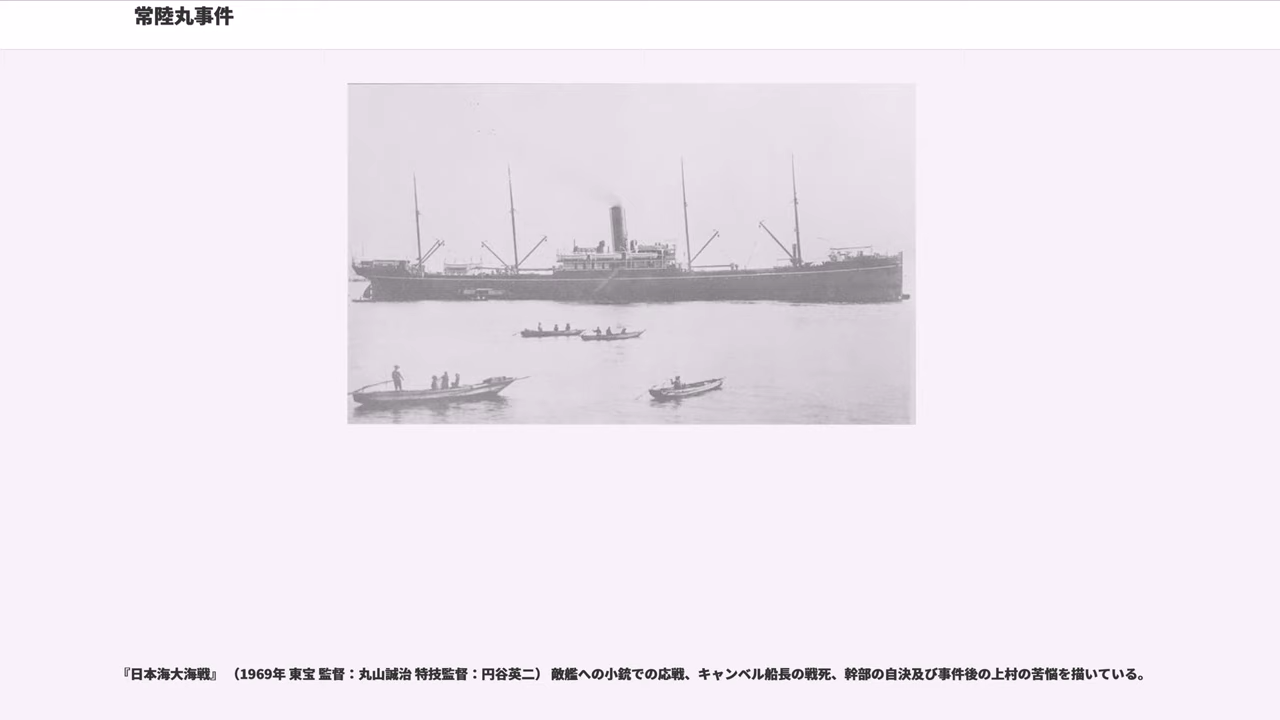 常陸丸事件
『日本海大海戦』 （1969年 東宝 監督：丸山誠治 特技監督：円谷英二） 敵艦への小銃での応戦、キャンベル船長の戦死、幹部の自決及び事件後の上村の苦悩を描いている。